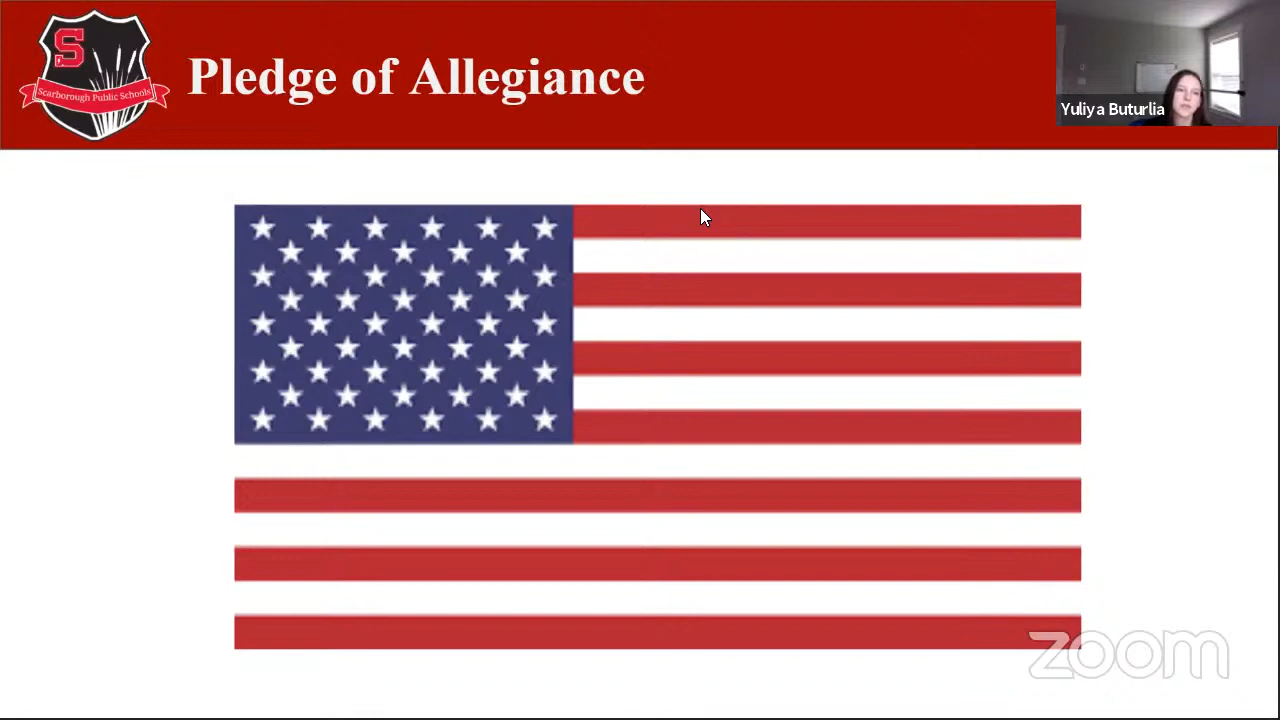 S
Scarborough Public Schools
Pledge of Allegiance
Yuliya Buturlia
zoom